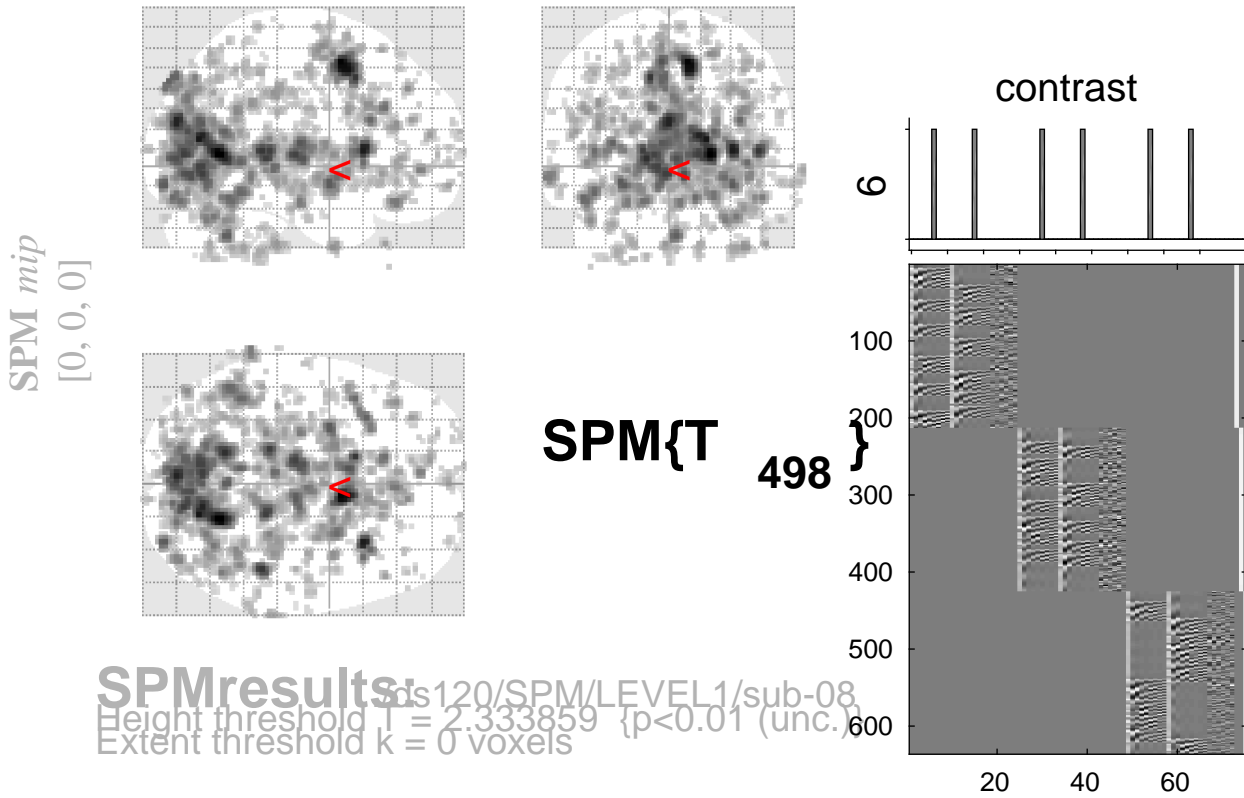 SPM mip
[0, 0, 0]
SPM{T498}
SPMresults: /ds120/SPM/LEVEL1/sub-08
Height threshold T = 2.333859 {p<0.01 (unc.)}
Extent threshold k = 0 voxels
contrast
6
100
200
300
400
500
600
20 40 60
<
<
<